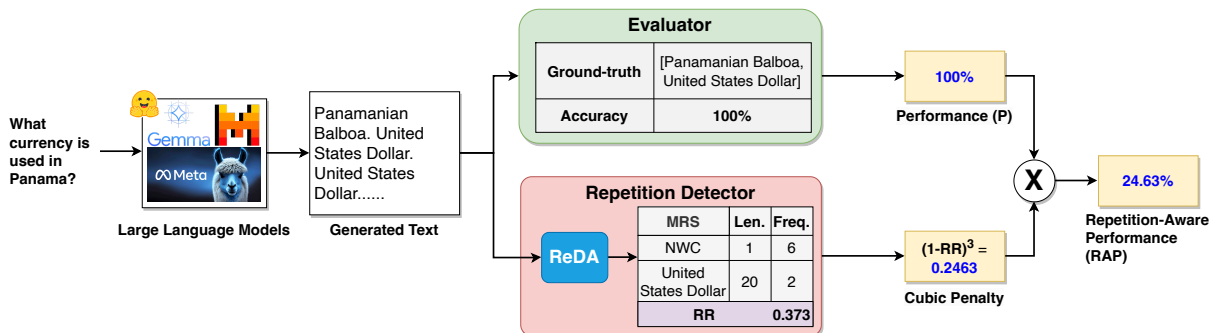 What
currency is
used in
Panama?
Gemma
Meta
Large Language Models
Panamanian
Balboa. United
States Dollar.
United States
Dollar......
Generated Text
Evaluator
Ground-truth
[Panamanian Balboa,
United States Dollar]
Accuracy
100%
Repetition Detector
ReDA
MRS Len. Freq.
NWC 1 6
United
States Dollar 20 2
RR 0.373
100%
Performance (P)
(1-RR)³ =
0.2463
Cubic Penalty
X
24.63%
Repetition-Aware
Performance
(RAP)